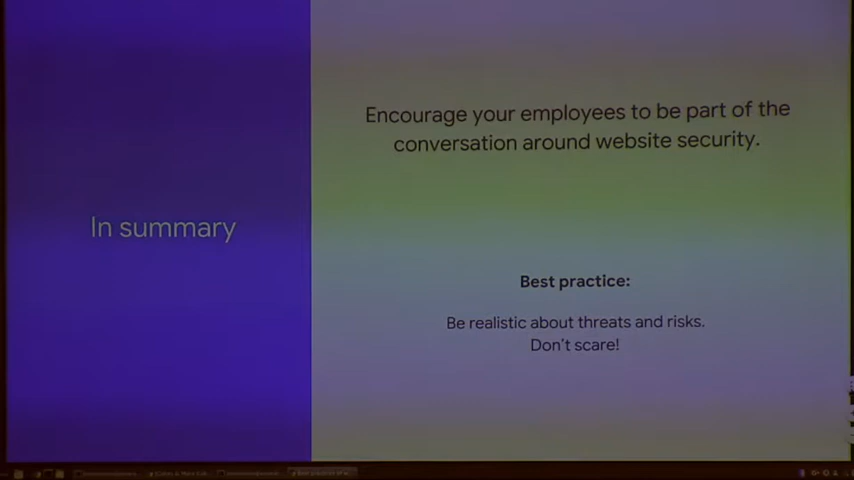 In summary
Encourage your employees to be part of the
conversation around website security.
Best practice:
Be realistic about threats and risks.
Don't scare!